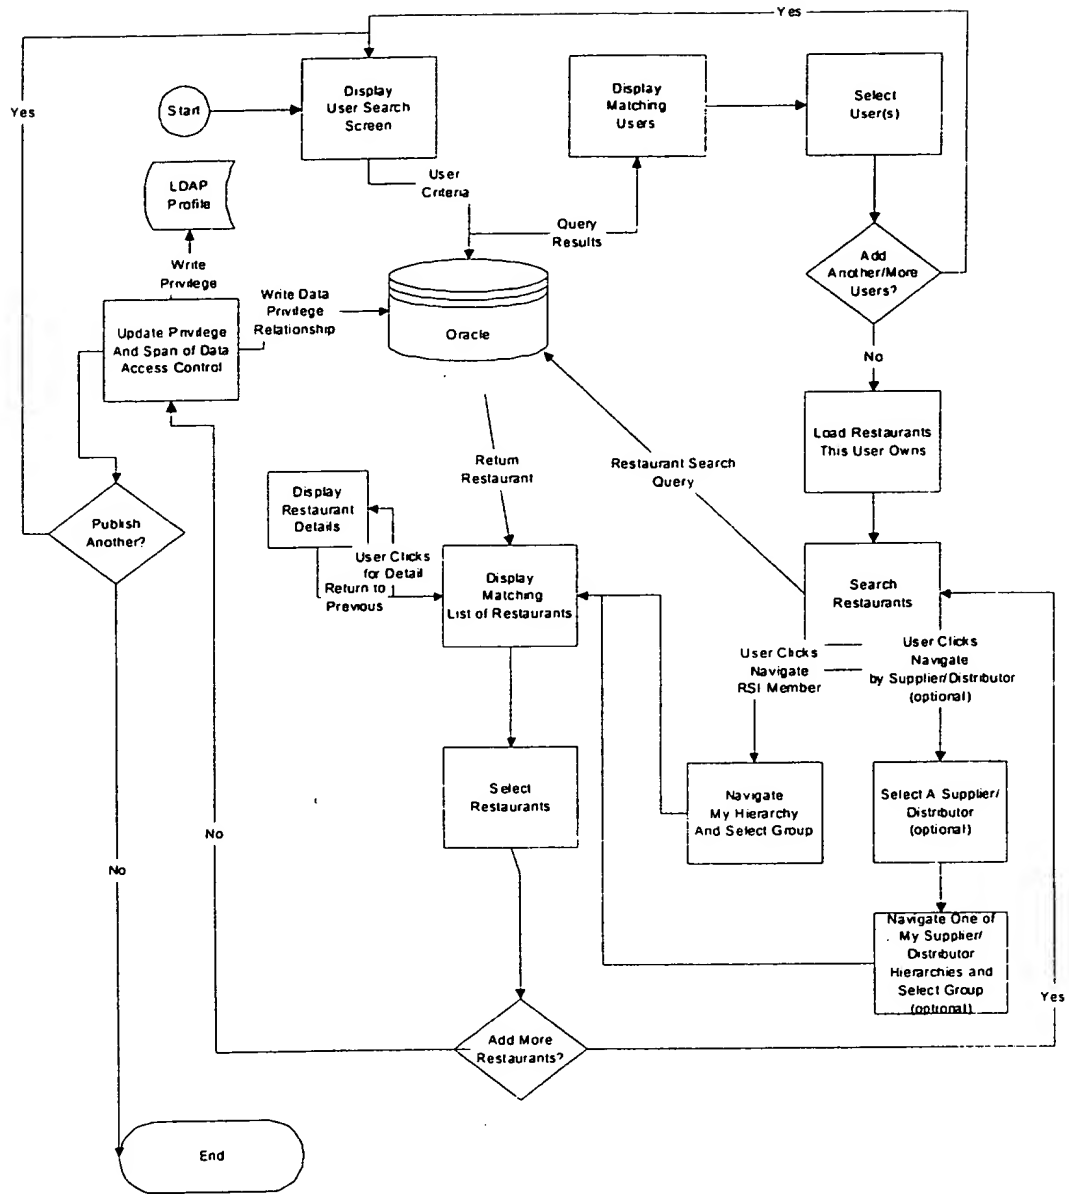 Yes
Yes
Start
Display
User Search
Screen
Display
Matching
Users
Select
User(s)
LDAP
Profile
User
Criteria
Query
Results
Write
Privilege
Write Data
Privilege
Relationship
Add
Another/More
Users?
Update Privilege
And Span of Data
Access Control
Oracle
No
Load Restaurants
This User Owns
Return
Restaurant
Restaurant Search
Query
Display
Restaurant
Details
Publish
Another?
User Clicks
for Detail
Return to
Previous
Display
Matching
List of Restaurants
Search
Restaurants
User Clicks
Navigate
RSI Member
User Clicks
Navigate
by Supplier/Distributor
(optional)
Select
Restaurants
Navigate
My Hierarchy
And Select Group
Select A Supplier/
Distributor
(optional)
No
No
Navigate One of
My Supplier/
Distributor
Hierarchies and
Select Group
(optional)
Yes
Add More
Restaurants?
End